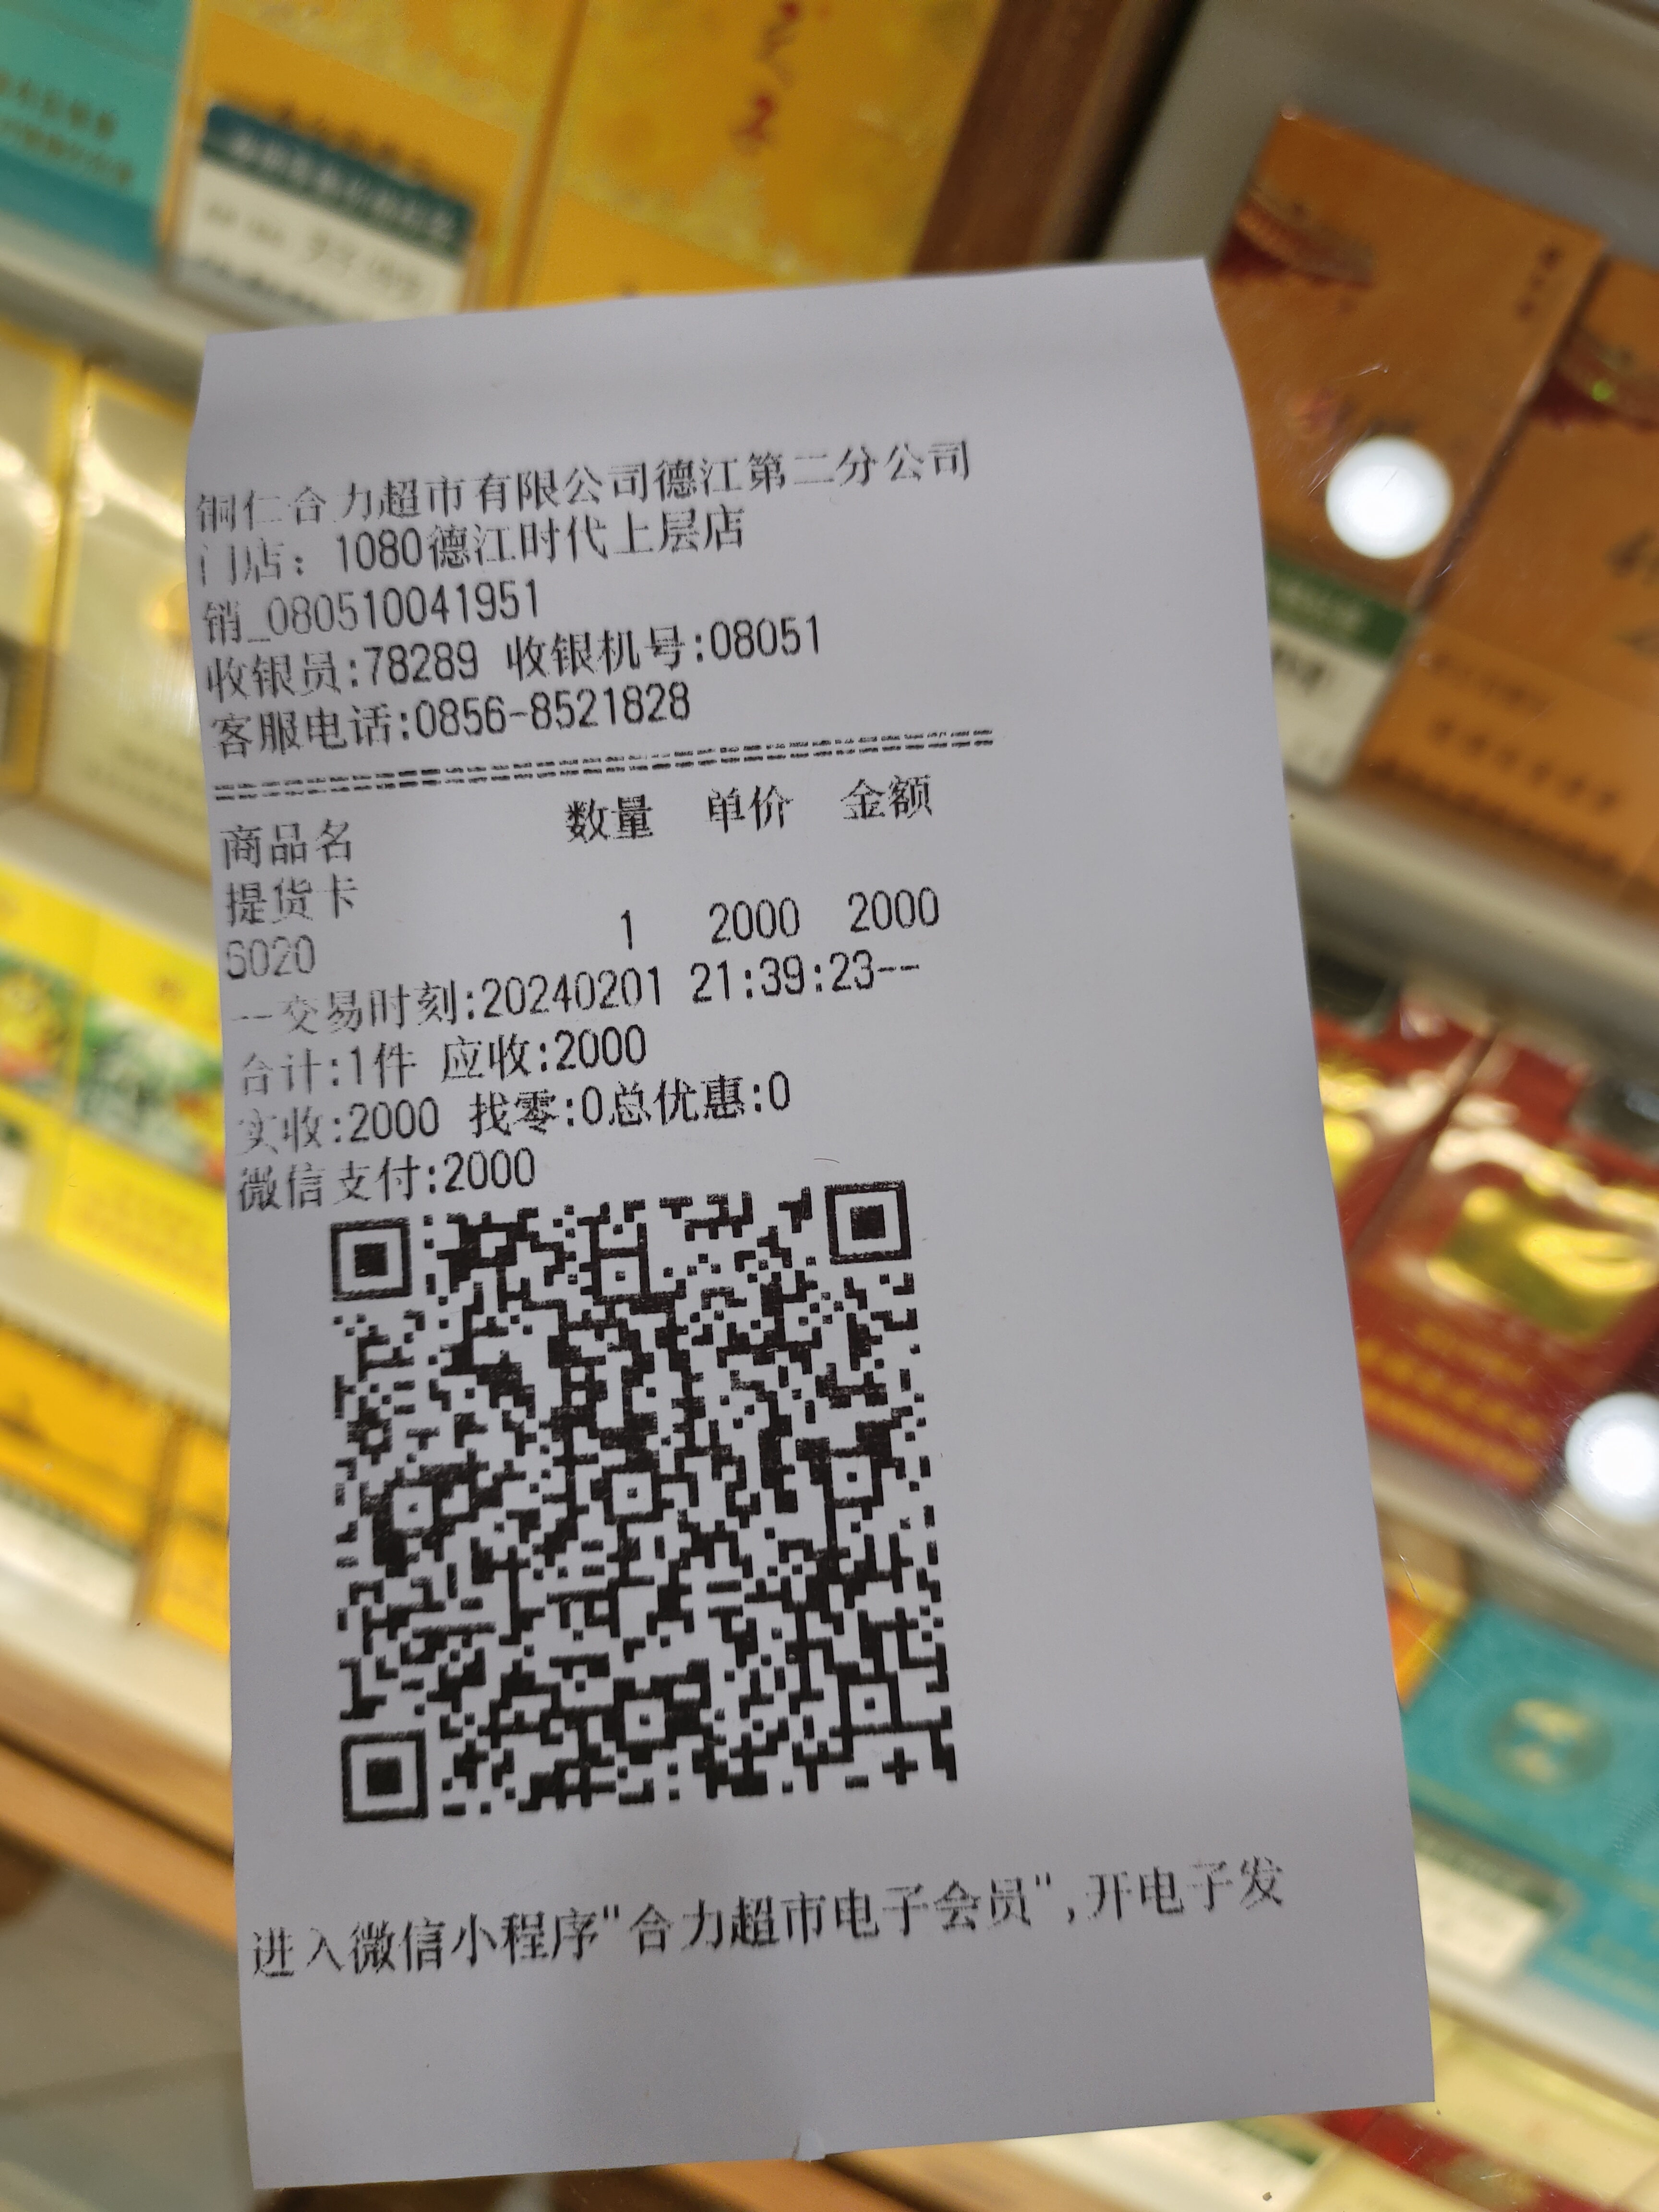 铜仁合力超市有限公司德江第二分公司
门店：1080德江时代上层店
销_080510041951
收银员:78289 收银机号:08051
客服电话:0856-8521828
商品名 数量 单价 金额
提货卡
6020 1 2000 2000
--交易时刻:20240201 21:39:23--
合计:1件 应收:2000
实收:2000 找零:0总优惠:0
微信支付:2000
进入微信小程序"合力超市电子会员",开电子发